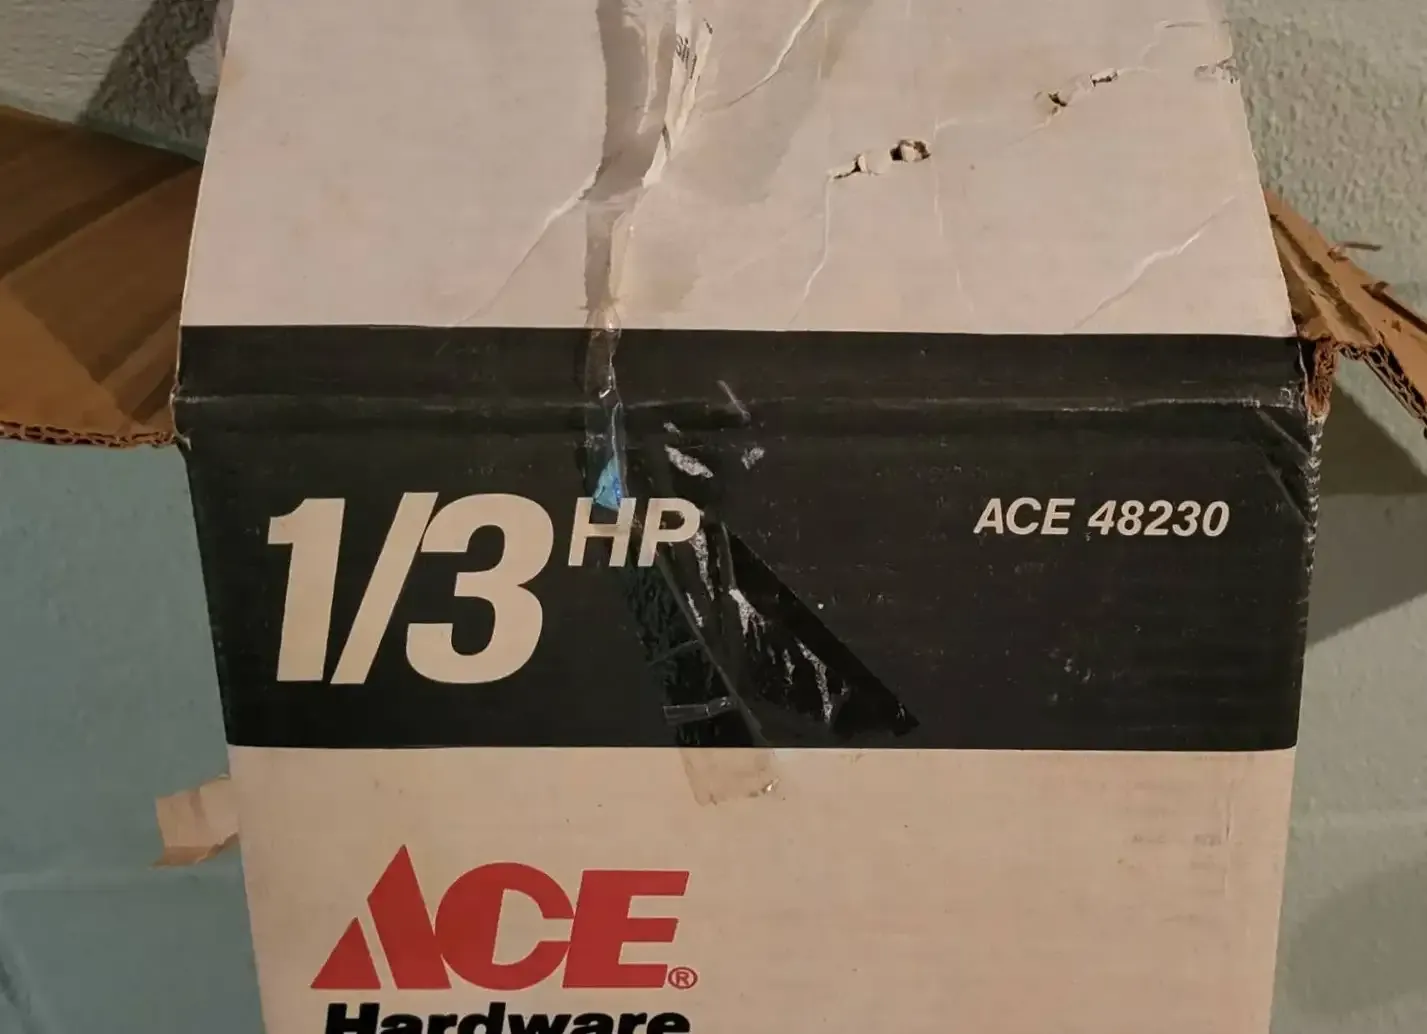 1/3 HP
ACE 48230
ACE®
Hardware